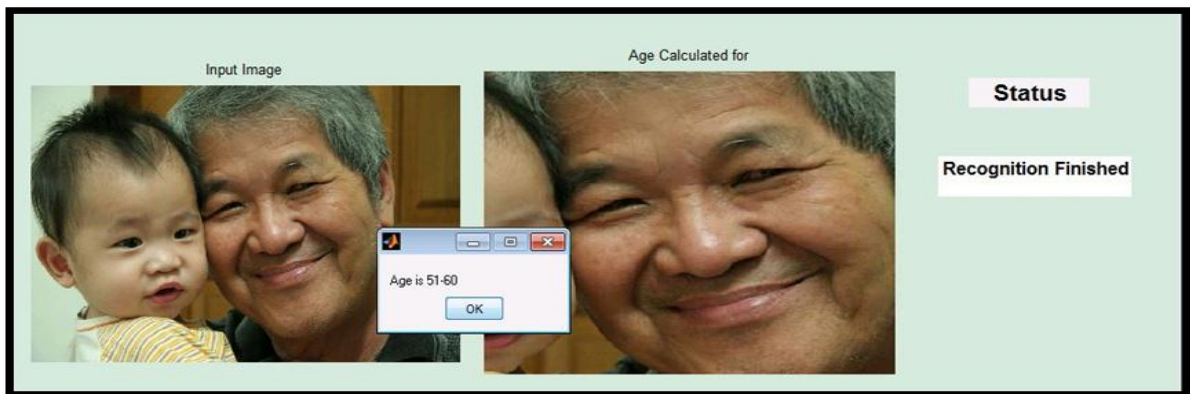 Input Image
Age Calculated for
Status
Recognition Finished
Age is 51-60
OK